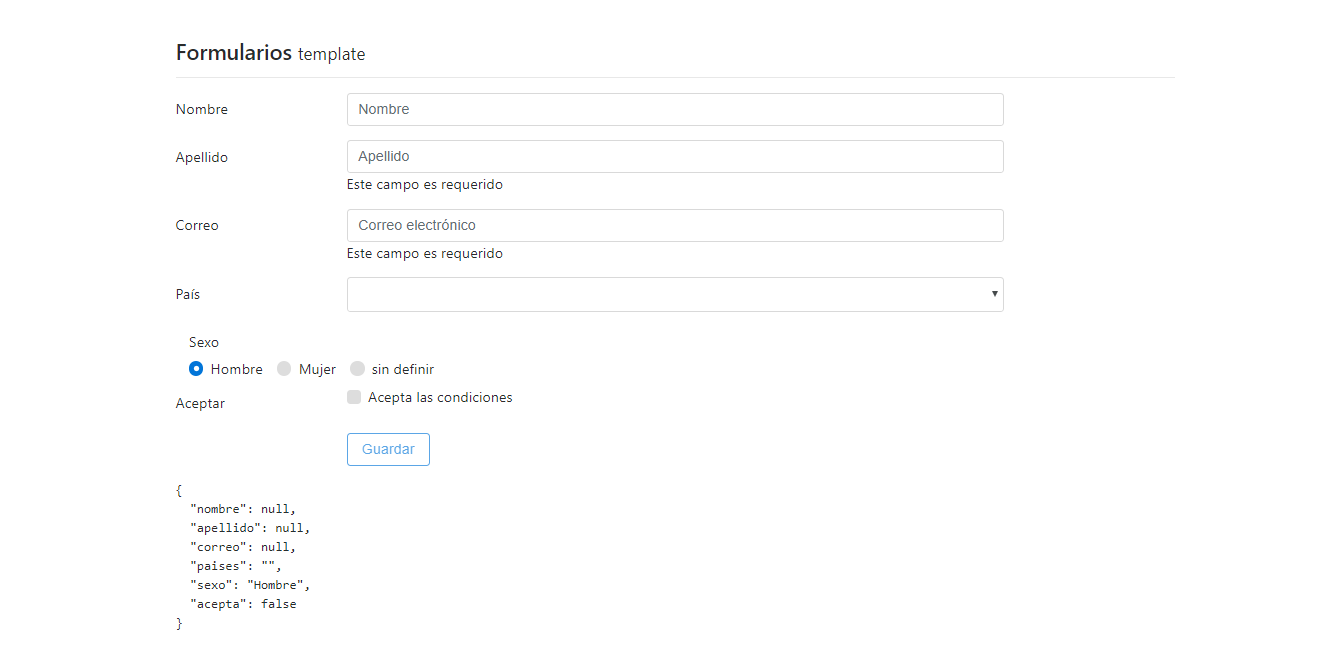 Formularios template
Nombre Nombre
Apellido Apellido
Este campo es requerido
Correo Correo electrónico
Este campo es requerido
País
Sexo
Hombre Mujer sin definir
Aceptar Acepta las condiciones
Guardar
{
  "nombre": null,
  "apellido": null,
  "correo": null,
  "paises": "",
  "sexo": "Hombre",
  "acepta": false
}